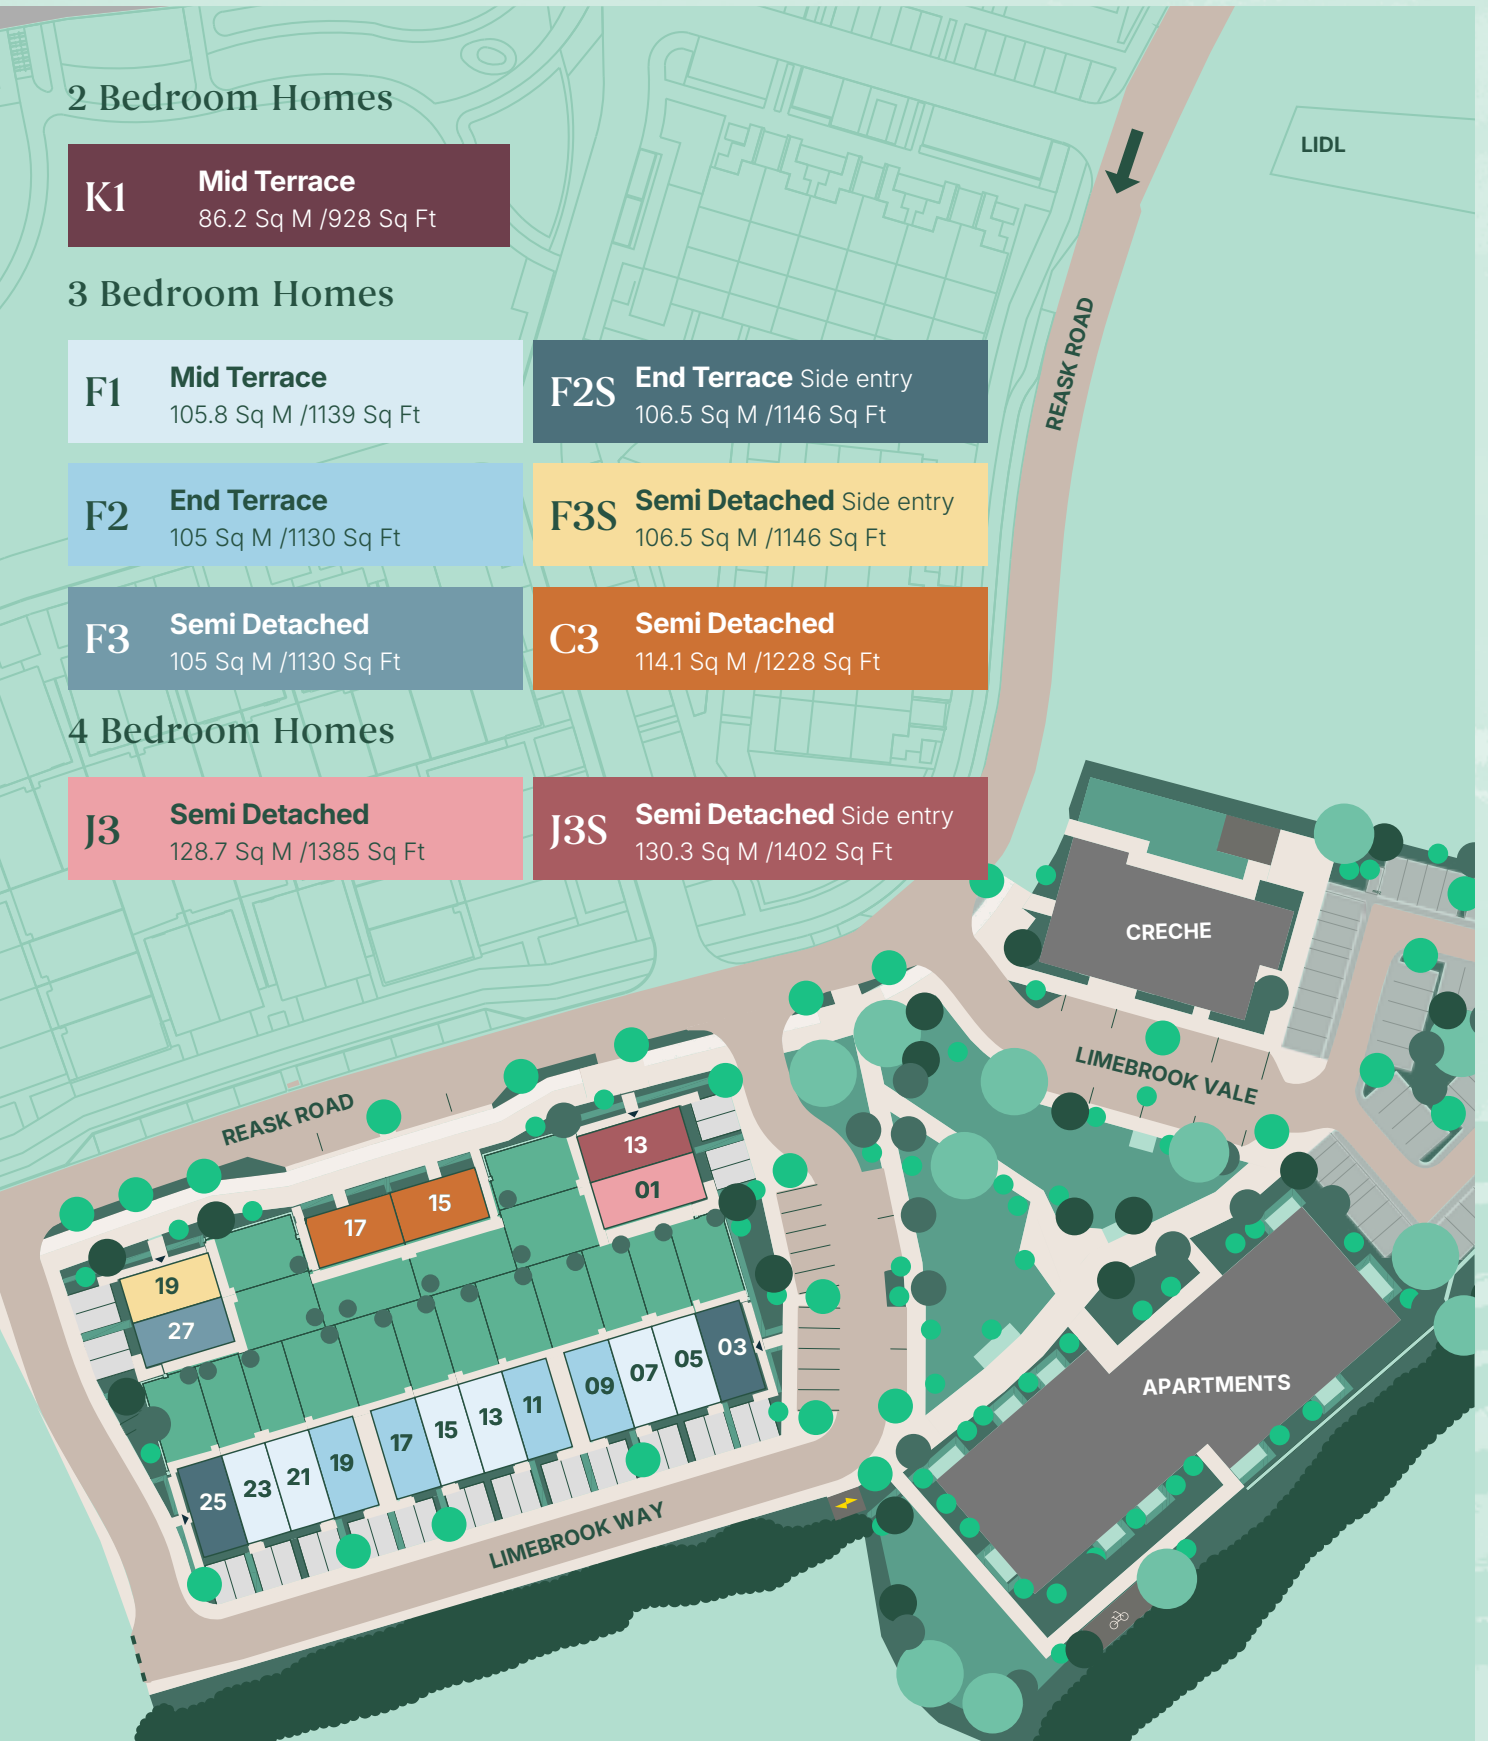 2 Bedroom Homes
K1
Mid Terrace
86.2 Sq M /928 Sq Ft
3 Bedroom Homes
F1
Mid Terrace
105.8 Sq M /1139 Sq Ft
F2S
End Terrace Side entry
106.5 Sq M /1146 Sq Ft
F2
End Terrace
105 Sq M /1130 Sq Ft
F3S
Semi Detached Side entry
106.5 Sq M /1146 Sq Ft
F3
Semi Detached
105 Sq M /1130 Sq Ft
C3
Semi Detached
114.1 Sq M /1228 Sq Ft
4 Bedroom Homes
J3
Semi Detached
128.7 Sq M /1385 Sq Ft
J3S
Semi Detached Side entry
130.3 Sq M /1402 Sq Ft
LIDL
REASK ROAD
CRECHE
LIMEBROOK VALE
REASK ROAD
13
01
15
17
19
27
03
05
07
09
11
13
15
17
19
21
23
25
APARTMENTS
LIMEBROOK WAY